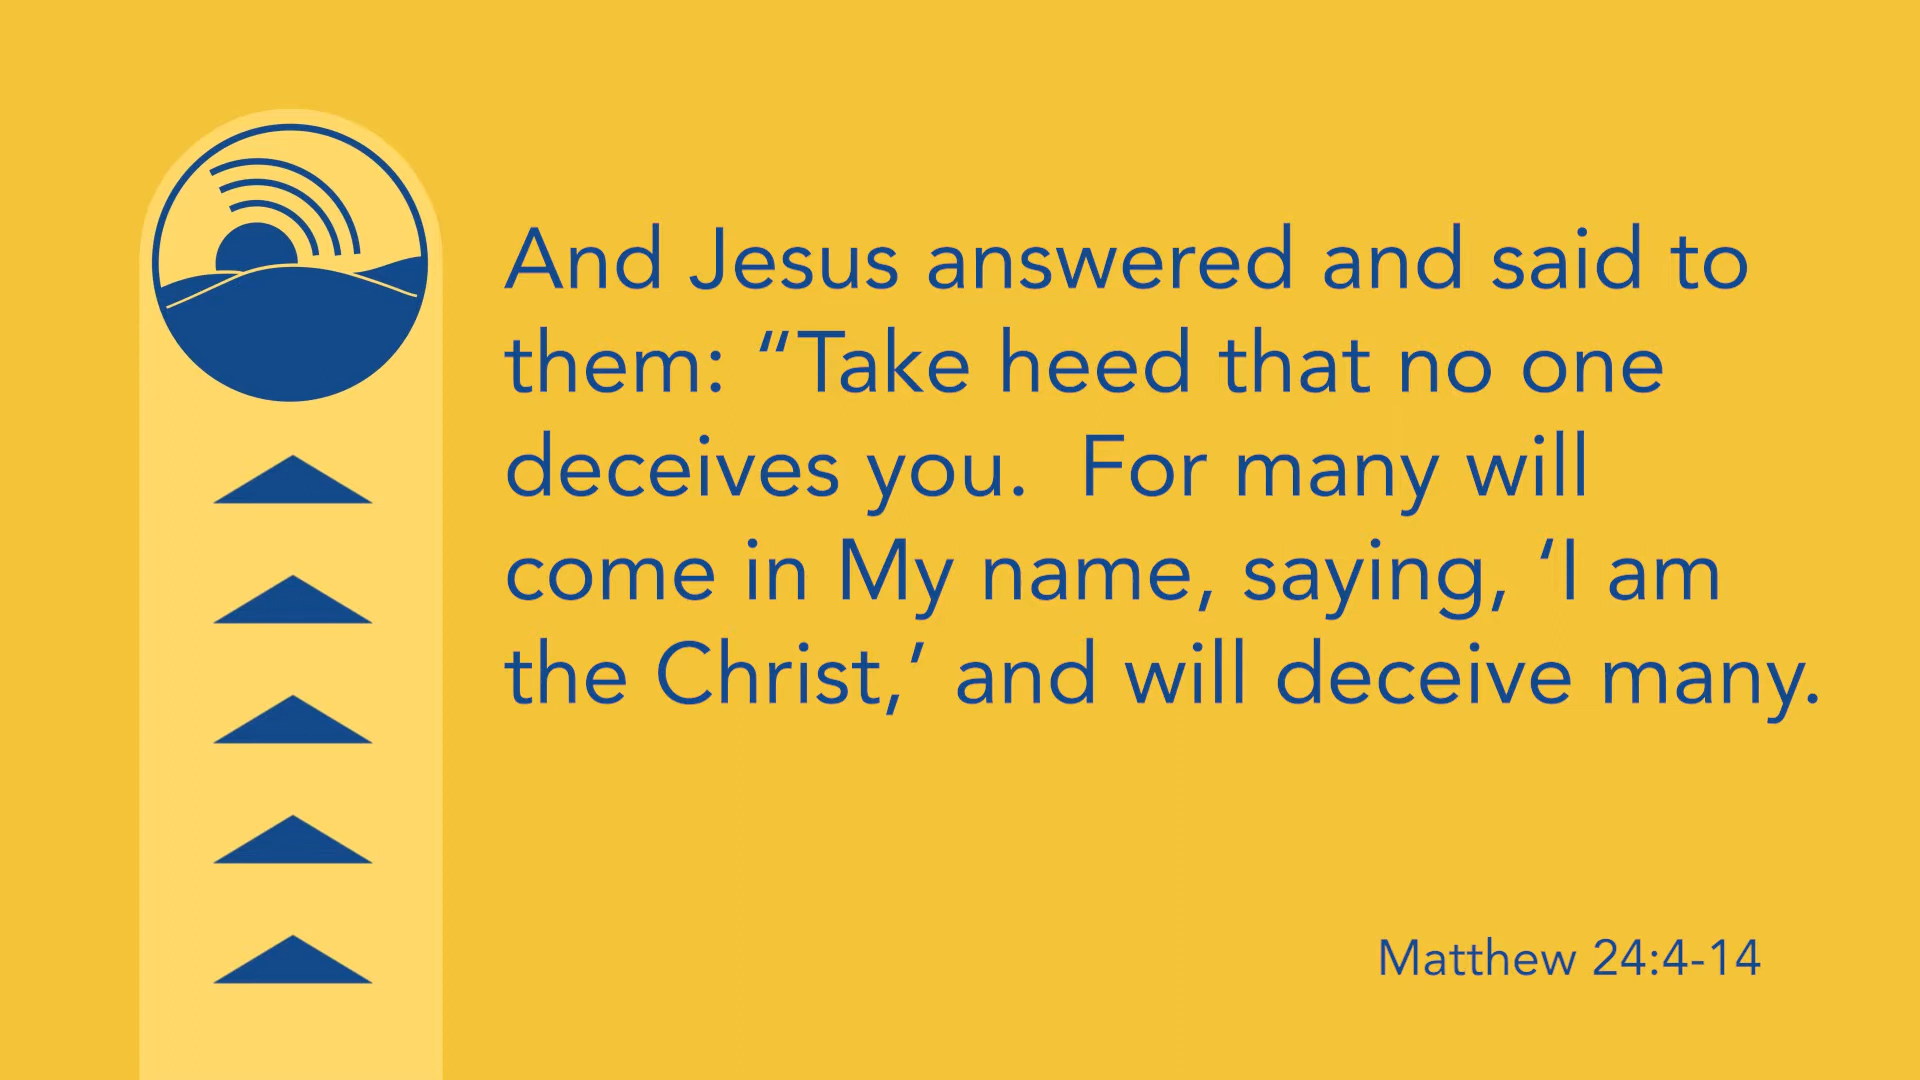 And Jesus answered and said to
them: “Take heed that no one
deceives you.  For many will
come in My name, saying, ‘I am
the Christ,’ and will deceive many.
Matthew 24:4-14